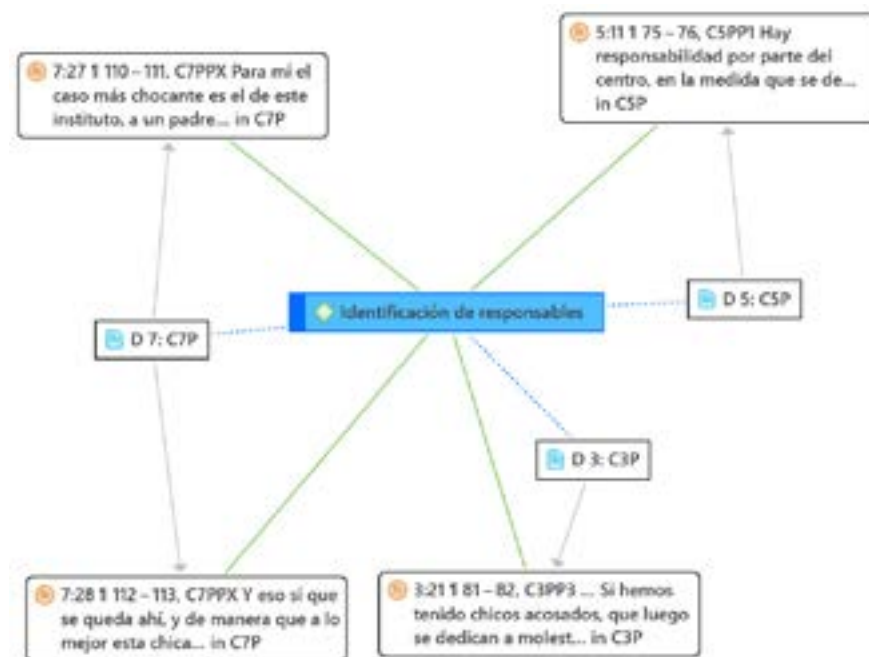 5:11 ¶ 75 – 76, C5PP1 Hay
responsabilidad por parte del
centro, en la medida que se de...
in C5P
7:27 ¶ 110 – 111, C7PPX Para mí el
caso más chocante es el de este
instituto, a un padre... in C7P
Identificación de responsables
D 5: C5P
D 7: C7P
D 3: C3P
7:28 ¶ 112 – 113, C7PPX Y eso sí que
se queda ahí, y de manera que a lo
mejor esta chica... in C7P
3:21 ¶ 81 – 82, C3PP3 ... Si hemos
tenido chicos acosados, que luego
se dedican a molest... in C3P